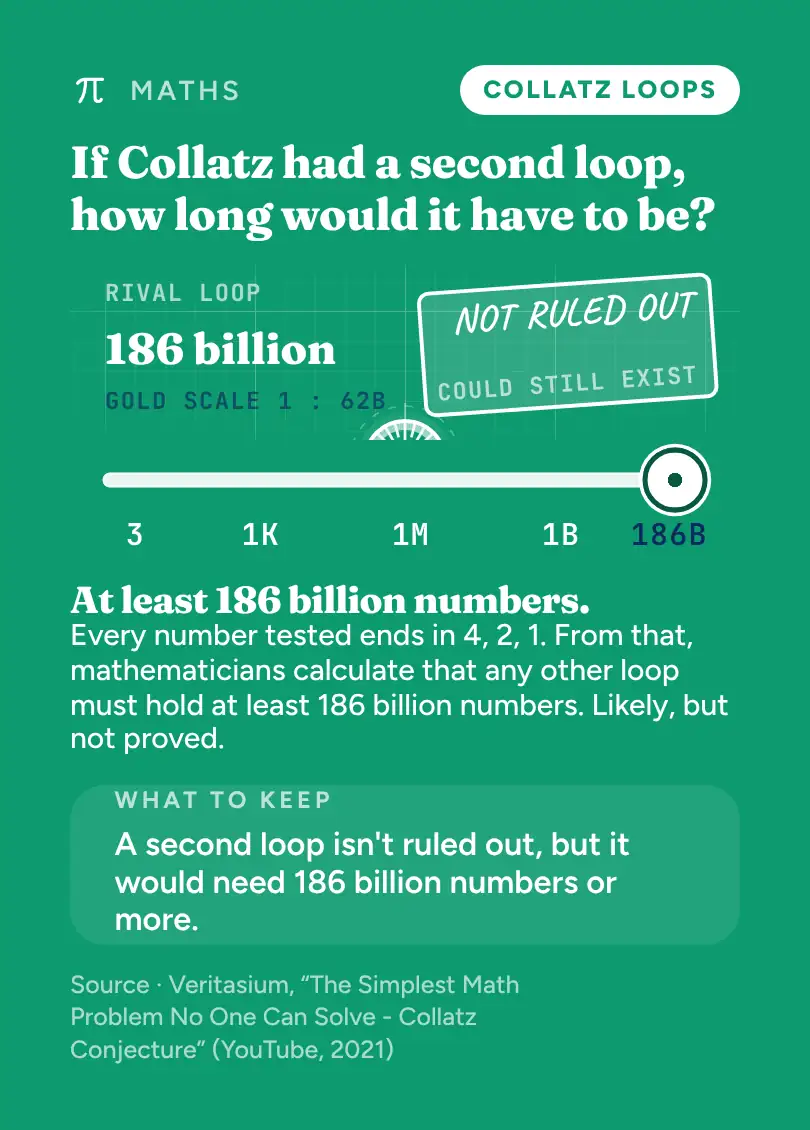 π MATHS
COLLATZ LOOPS
If Collatz had a second loop,
how long would it have to be?
RIVAL LOOP
186 billion
GOLD SCALE 1 : 62B
NOT RULED OUT
COULD STILL EXIST
3 1K 1M 1B 186B
At least 186 billion numbers.
Every number tested ends in 4, 2, 1. From that,
mathematicians calculate that any other loop
must hold at least 186 billion numbers. Likely, but
not proved.
WHAT TO KEEP
A second loop isn't ruled out, but it
would need 186 billion numbers or
more.
Source · Veritasium, “The Simplest Math
Problem No One Can Solve - Collatz
Conjecture” (YouTube, 2021)